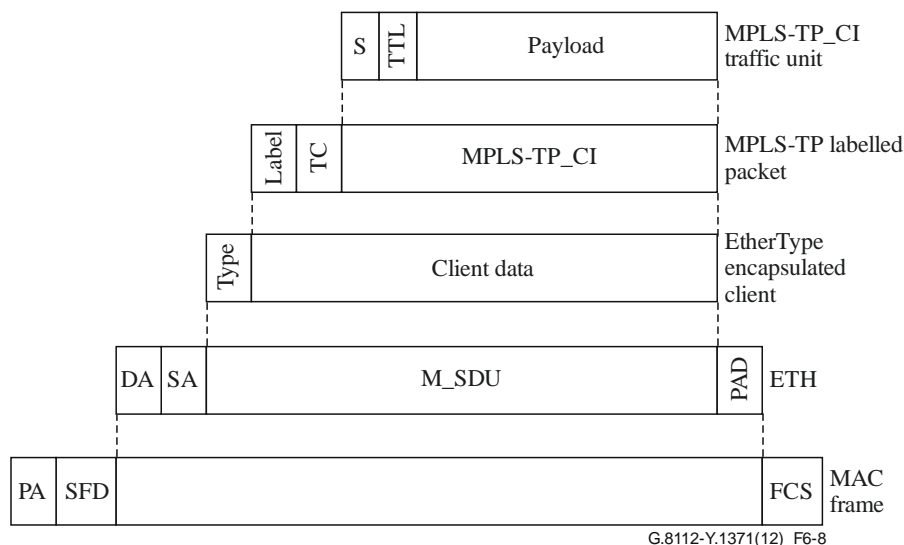 S TTL Payload MPLS-TP_CI
traffic unit
Label TC MPLS-TP_CI MPLS-TP labelled
packet
Type Client data EtherType
encapsulated
client
DA SA M_SDU PAD ETH
PA SFD FCS MAC
frame
G.8112-Y.1371(12)_F6-8